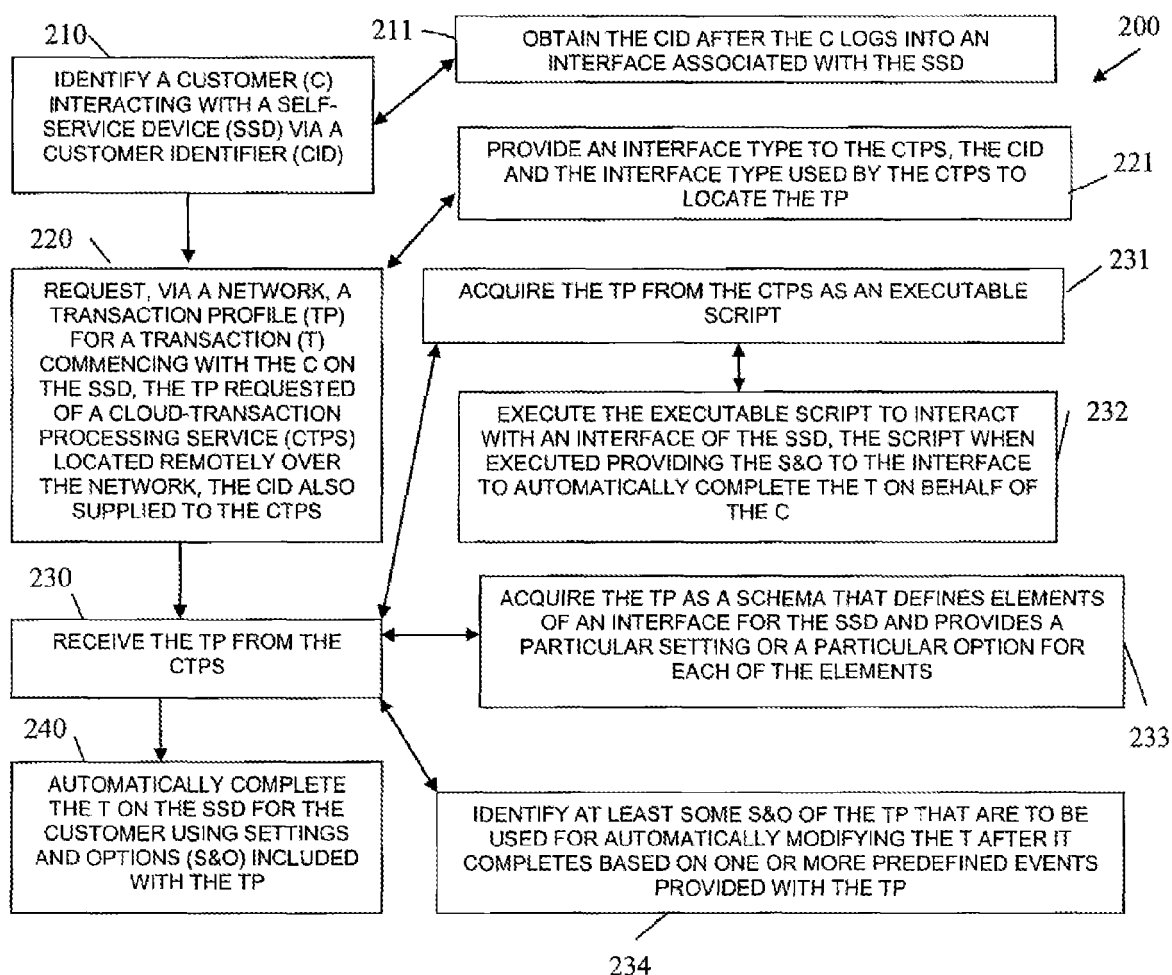 210
IDENTIFY A CUSTOMER (C)
INTERACTING WITH A SELF-
SERVICE DEVICE (SSD) VIA A
CUSTOMER IDENTIFIER (CID)
211
OBTAIN THE CID AFTER THE C LOGS INTO AN
INTERFACE ASSOCIATED WITH THE SSD
200
PROVIDE AN INTERFACE TYPE TO THE CTPS, THE CID
AND THE INTERFACE TYPE USED BY THE CTPS TO
LOCATE THE TP
221
220
REQUEST, VIA A NETWORK, A
TRANSACTION PROFILE (TP)
FOR A TRANSACTION (T)
COMMENCING WITH THE C ON
THE SSD, THE TP REQUESTED
OF A CLOUD-TRANSACTION
PROCESSING SERVICE (CTPS)
LOCATED REMOTELY OVER
THE NETWORK, THE CID ALSO
SUPPLIED TO THE CTPS
231
ACQUIRE THE TP FROM THE CTPS AS AN EXECUTABLE
SCRIPT
232
EXECUTE THE EXECUTABLE SCRIPT TO INTERACT
WITH AN INTERFACE OF THE SSD, THE SCRIPT WHEN
EXECUTED PROVIDING THE S&O TO THE INTERFACE
TO AUTOMATICALLY COMPLETE THE T ON BEHALF OF
THE C
230
RECEIVE THE TP FROM THE
CTPS
ACQUIRE THE TP AS A SCHEMA THAT DEFINES ELEMENTS
OF AN INTERFACE FOR THE SSD AND PROVIDES A
PARTICULAR SETTING OR A PARTICULAR OPTION FOR
EACH OF THE ELEMENTS
233
240
AUTOMATICALLY COMPLETE
THE T ON THE SSD FOR THE
CUSTOMER USING SETTINGS
AND OPTIONS (S&O) INCLUDED
WITH THE TP
IDENTIFY AT LEAST SOME S&O OF THE TP THAT ARE TO BE
USED FOR AUTOMATICALLY MODIFYING THE T AFTER IT
COMPLETES BASED ON ONE OR MORE PREDEFINED EVENTS
PROVIDED WITH THE TP
234